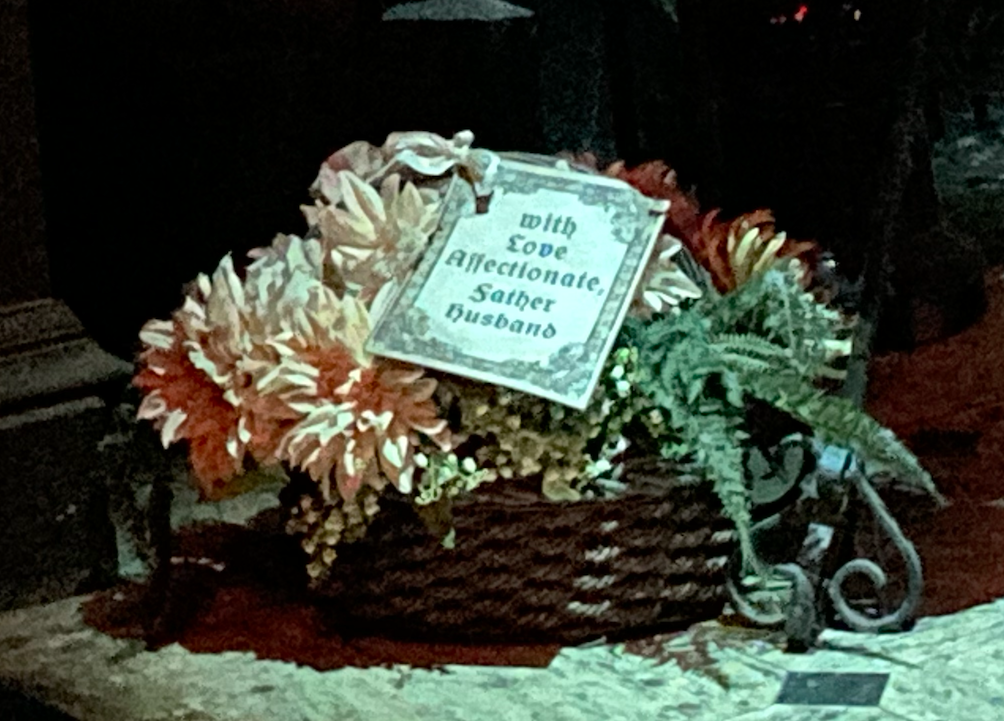 with
Love
Affectionate,
Father
Husband